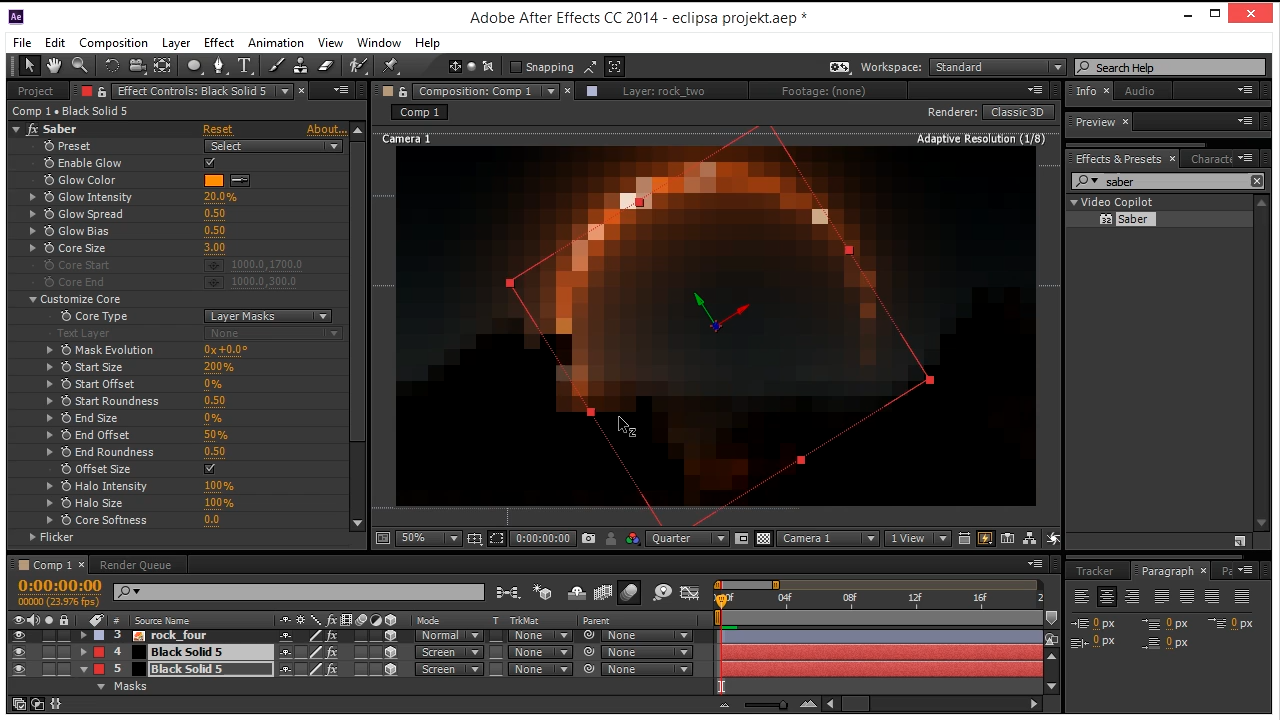 Ae Adobe After Effects CC 2014 - eclipsa projekt.aep *
File Edit Composition Layer Effect Animation View Window Help
Snapping Workspace: Standard Search Help
Project Effect Controls: Black Solid 5 Composition: Comp 1 Layer: rock_two Footage: (none) Info Audio
Comp 1 • Black Solid 5
Comp 1 Renderer: Classic 3D
Preview
fx Saber Reset About...
Camera 1 Adaptive Resolution (1/8)
Preset Select
Enable Glow
Glow Color
Glow Intensity 20.0%
Glow Spread 0.50
Glow Bias 0.50
Core Size 3.00
Core Start 1000.0,1700.0
Core End 1000.0,300.0
Customize Core
Core Type Layer Masks
Text Layer None
Mask Evolution 0x+0.0°
Start Size 200%
Start Offset 0%
Start Roundness 0.50
End Size 0%
End Offset 50%
End Roundness 0.50
Offset Size
Halo Intensity 100%
Halo Size 100%
Core Softness 0.0
Flicker
Effects & Presets Characte
saber
Video Copilot
32 Saber
50% 0:00:00:00 Quarter Camera 1 1 View
Comp 1 Render Queue
Tracker Paragraph Pa
0:00:00:00
00000 (23.976 fps)
04f 08f 12f 16f 2
# Source Name fx Mode T TrkMat Parent
3 rock_four fx Normal None None
4 Black Solid 5 fx Screen None None
5 Black Solid 5 fx Screen None None
Masks
0 px 0 px 0 px
0 px 0 px